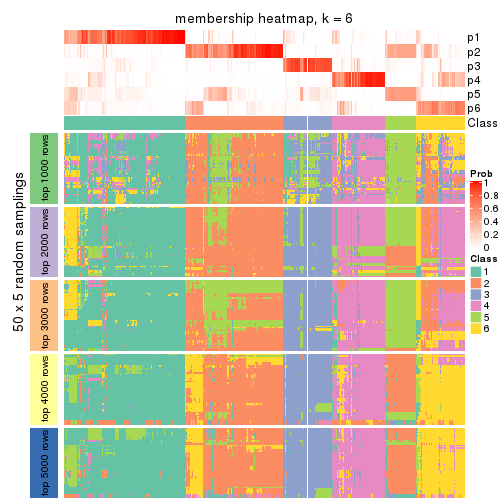 membership heatmap, k = 6
p1
p2
p3
p4
p5
p6
Class
50 x 5 random samplings
top 1000 rows
top 2000 rows
top 3000 rows
top 4000 rows
top 5000 rows
Prob
1
0.8
0.6
0.4
0.2
0
Class
1
2
3
4
5
6